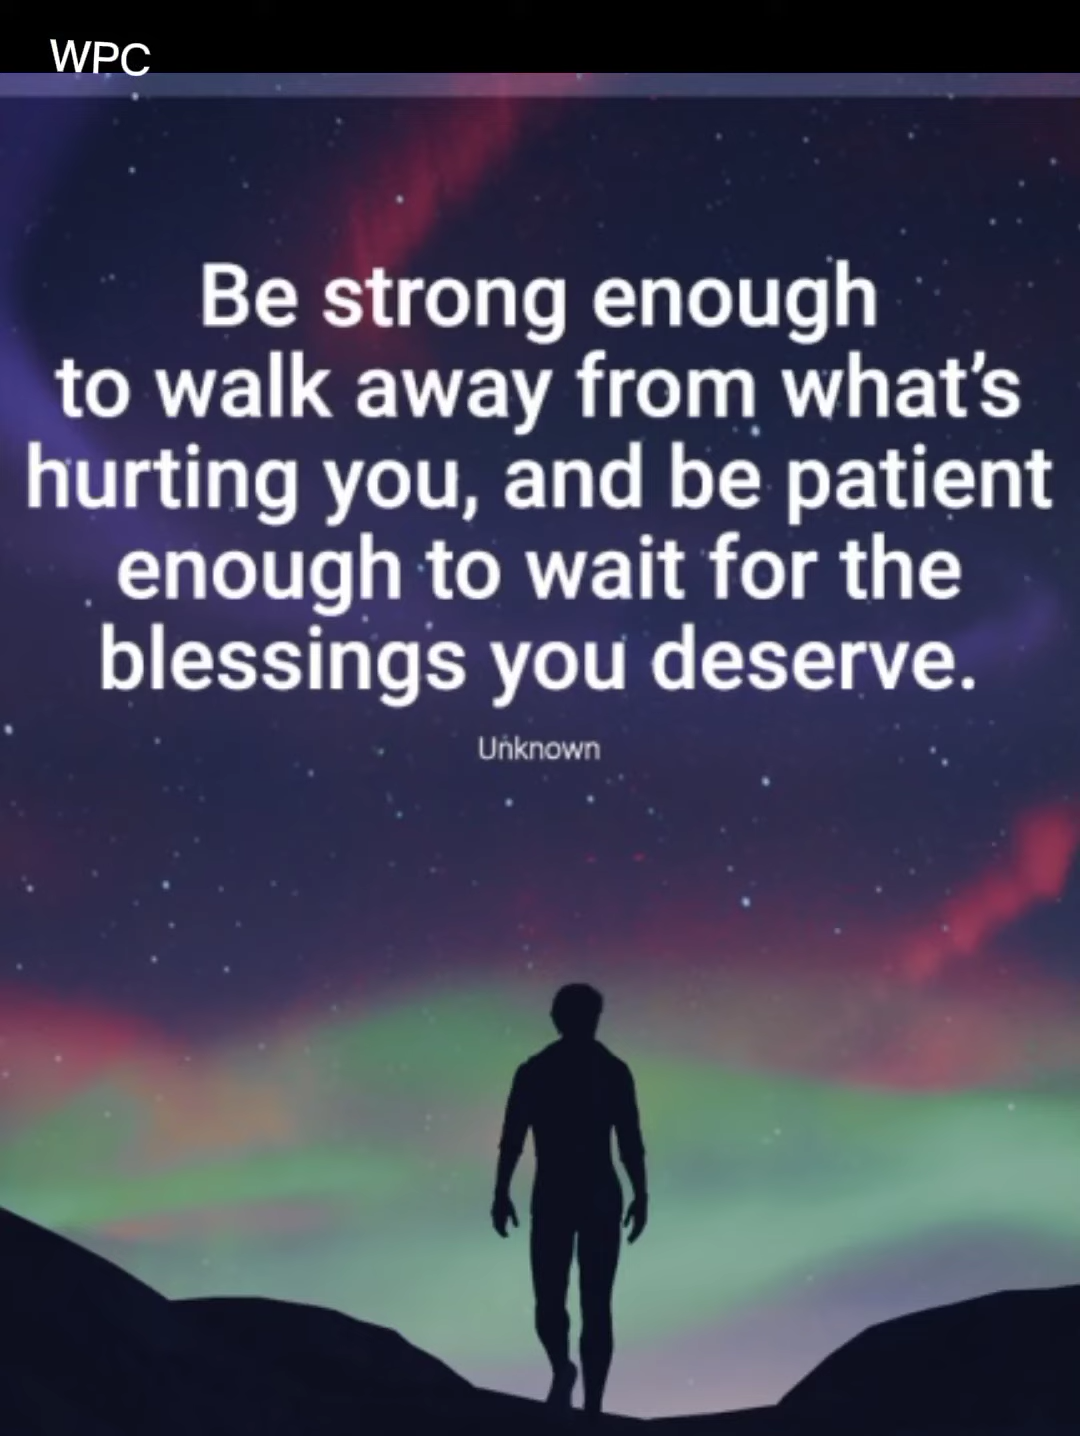 WPC
Be strong enough
to walk away from what’s
hurting you, and be patient
enough to wait for the
blessings you deserve.
Unknown